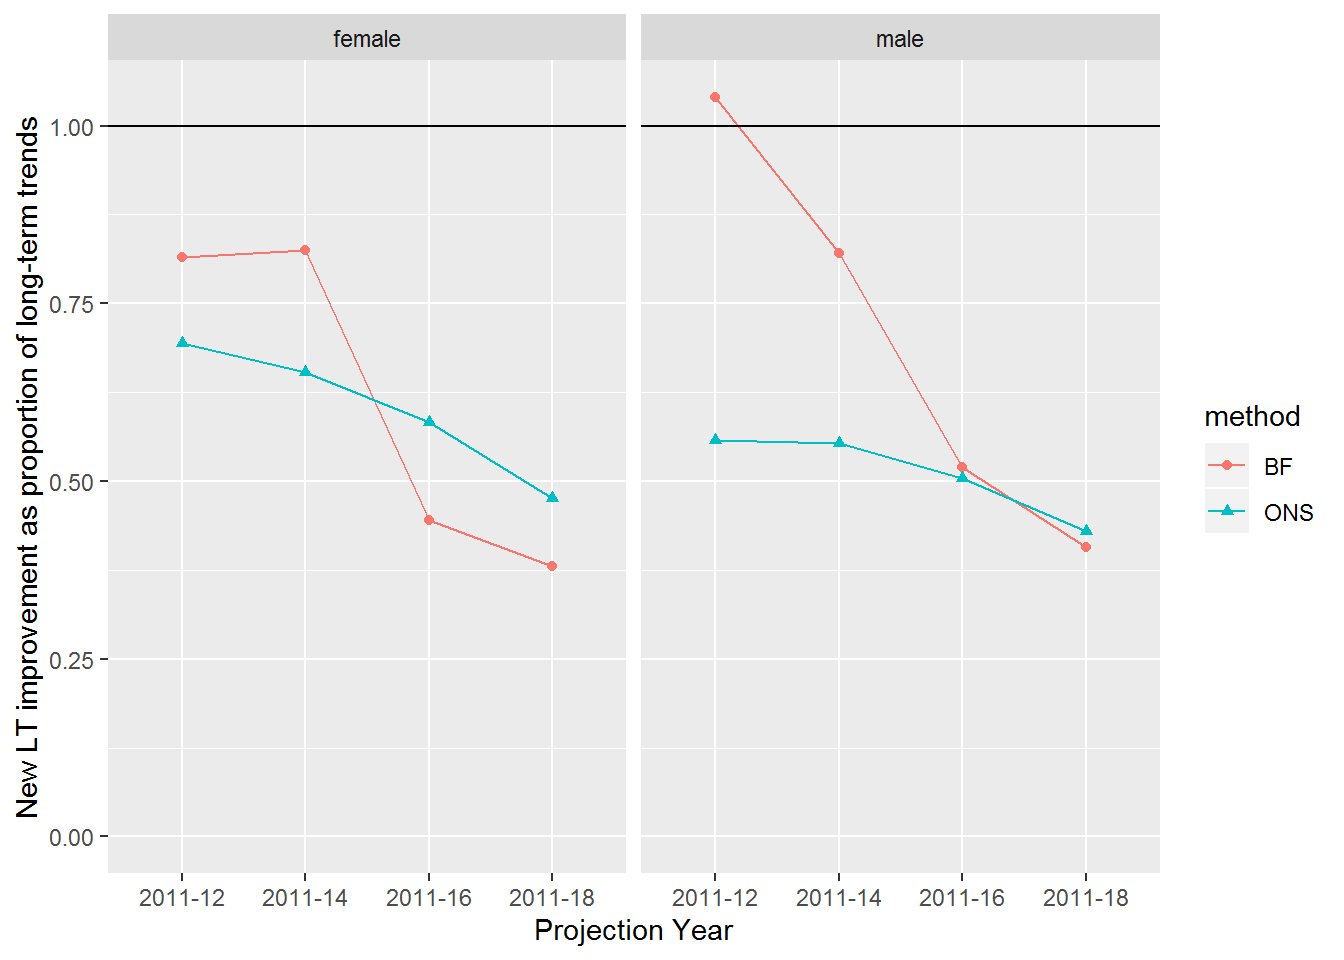 female
male
New LT improvement as proportion of long-term trends
1.00
0.75
0.50
0.25
0.00
2011-12 2011-14 2011-16 2011-18
2011-12 2011-14 2011-16 2011-18
Projection Year
method
BF
ONS